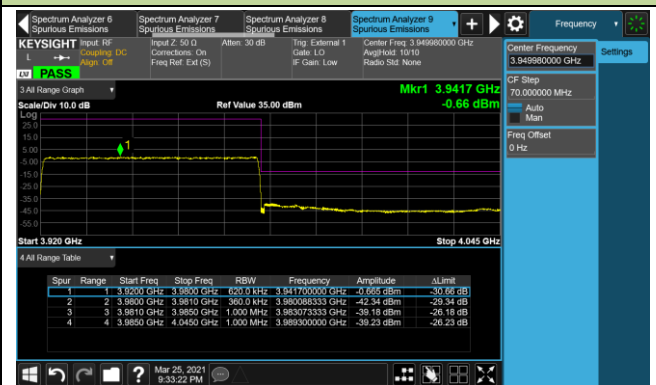 Spectrum Analyzer 6
Spurious Emissions
Spectrum Analyzer 7
Spurious Emissions
Spectrum Analyzer 8
Spurious Emissions
Spectrum Analyzer 9
Spurious Emissions
+
Frequency
KEYSIGHT
L
LXI
PASS
Input: RF
Coupling: DC
Align: Off
Input Z: 50 Ω
Corrections: On
Freq Ref: Ext (S)
Atten: 30 dB
Trig: External 1
Gate: LO
IF Gain: Low
Center Freq: 3.949980000 GHz
Avg|Hold: 10/10
Radio Std: None
Center Frequency
3.949980000 GHz
Settings
CF Step
70.000000 MHz
Auto
Man
Freq Offset
0 Hz
3 All Range Graph
Mkr1 3.9417 GHz
-0.66 dBm
Scale/Div 10.0 dB
Ref Value 35.00 dBm
Log
25.0
15.0
5.00
-5.00
-15.0
-25.0
-35.0
-45.0
-55.0
1
Start 3.920 GHz
Stop 4.045 GHz
4 All Range Table
Spur Range Start Freq Stop Freq RBW Frequency Amplitude ΔLimit
1 1 3.9200 GHz 3.9800 GHz 620.0 kHz 3.941700000 GHz -0.665 dBm -30.66 dB
2 2 3.9800 GHz 3.9810 GHz 360.0 kHz 3.980088333 GHz -42.34 dBm -29.34 dB
3 3 3.9810 GHz 3.9850 GHz 1.000 MHz 3.983073333 GHz -39.18 dBm -26.18 dB
4 4 3.9850 GHz 4.0450 GHz 1.000 MHz 3.989300000 GHz -39.23 dBm -26.23 dB
?
Mar 25, 2021
9:33:22 PM